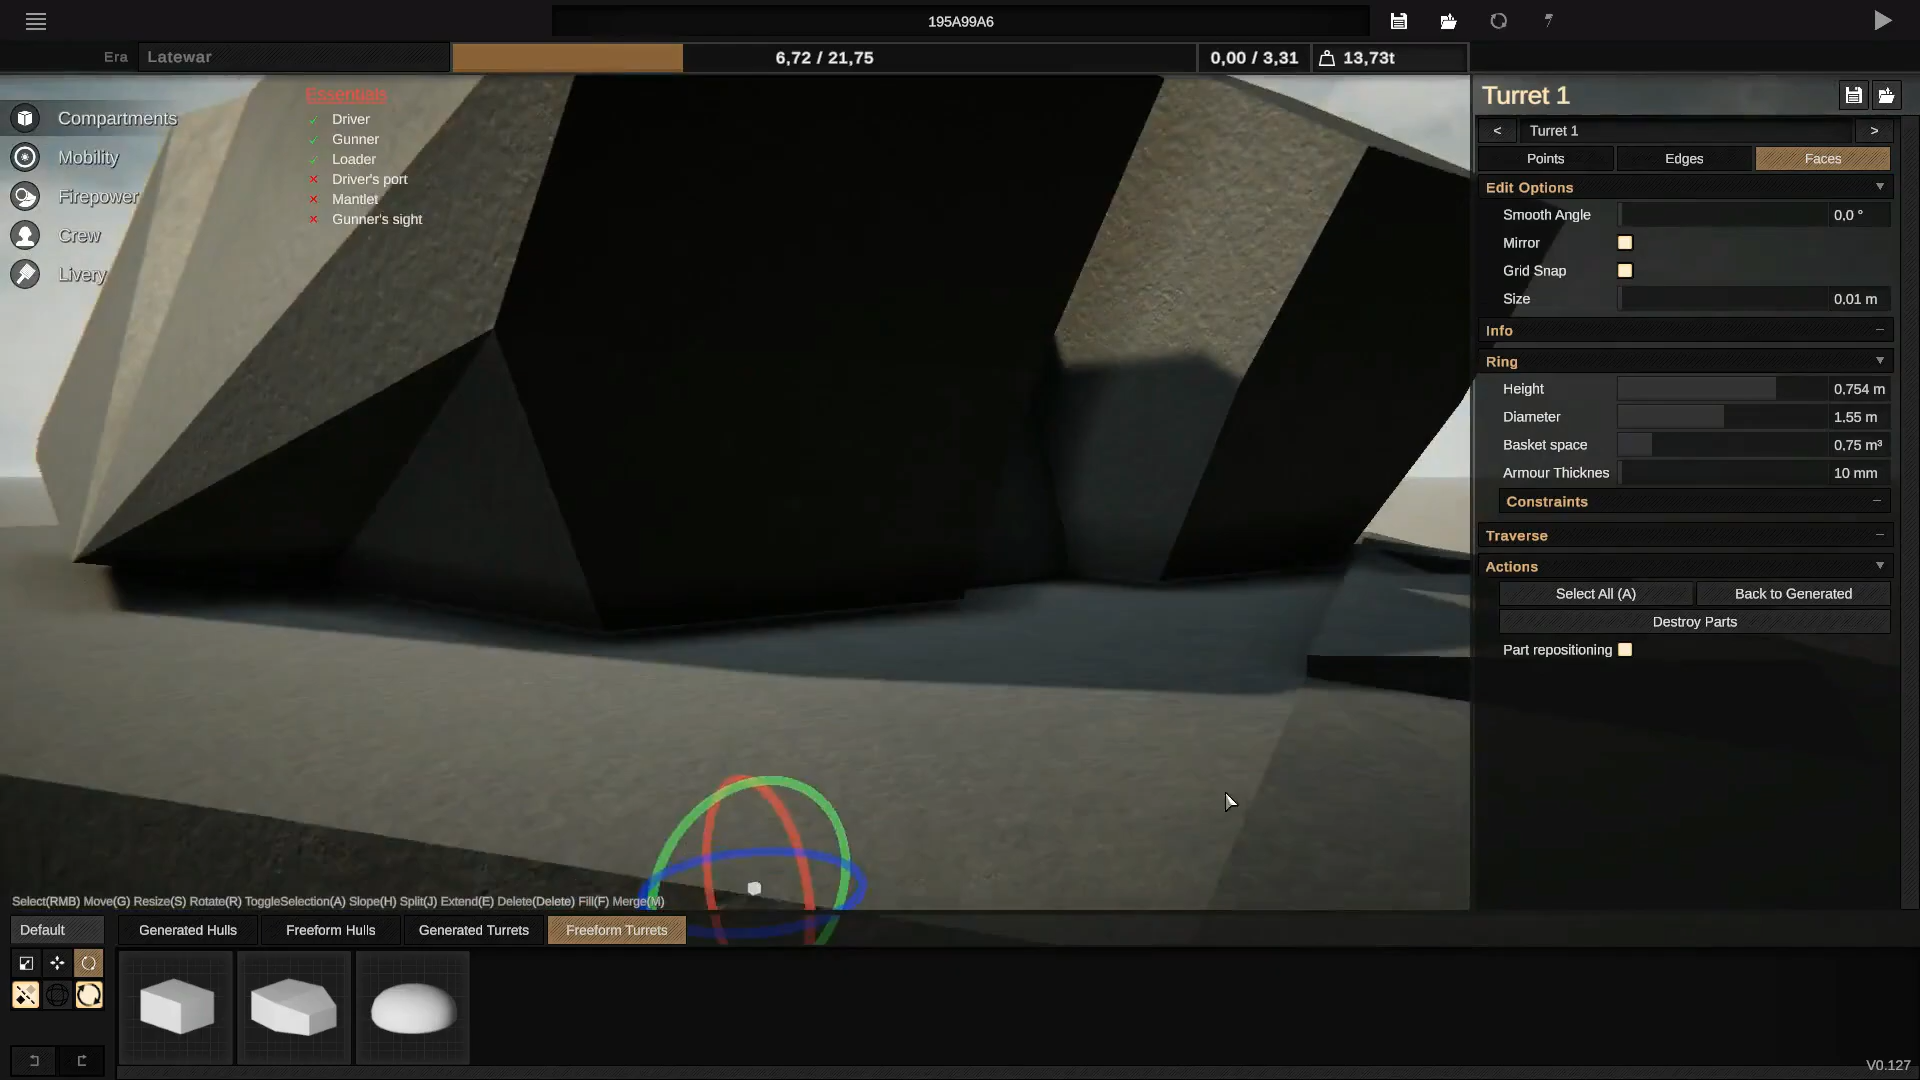 195A99A6
Era
Latewar
6,72 / 21,75
0,00 / 3,31
13,73t
Compartments
Mobility
Firepower
Crew
Livery
Essentials
Driver
Gunner
Loader
Driver's port
Mantlet
Gunner's sight
Turret 1
<
Turret 1
>
Points
Edges
Faces
Edit Options
Smooth Angle
0,0 °
Mirror
Grid Snap
Size
0,01 m
Info
Ring
Height
0,754 m
Diameter
1,55 m
Basket space
0,75 m³
Armour Thicknes
10 mm
Constraints
Traverse
Actions
Select All (A)
Back to Generated
Destroy Parts
Part repositioning
Select(RMB) Move(G) Resize(S) Rotate(R) ToggleSelection(A) Slope(H) Split(J) Extend(E) Delete(Delete) Fill(F) Merge(M)
Default
Generated Hulls
Freeform Hulls
Generated Turrets
Freeform Turrets
V0.127